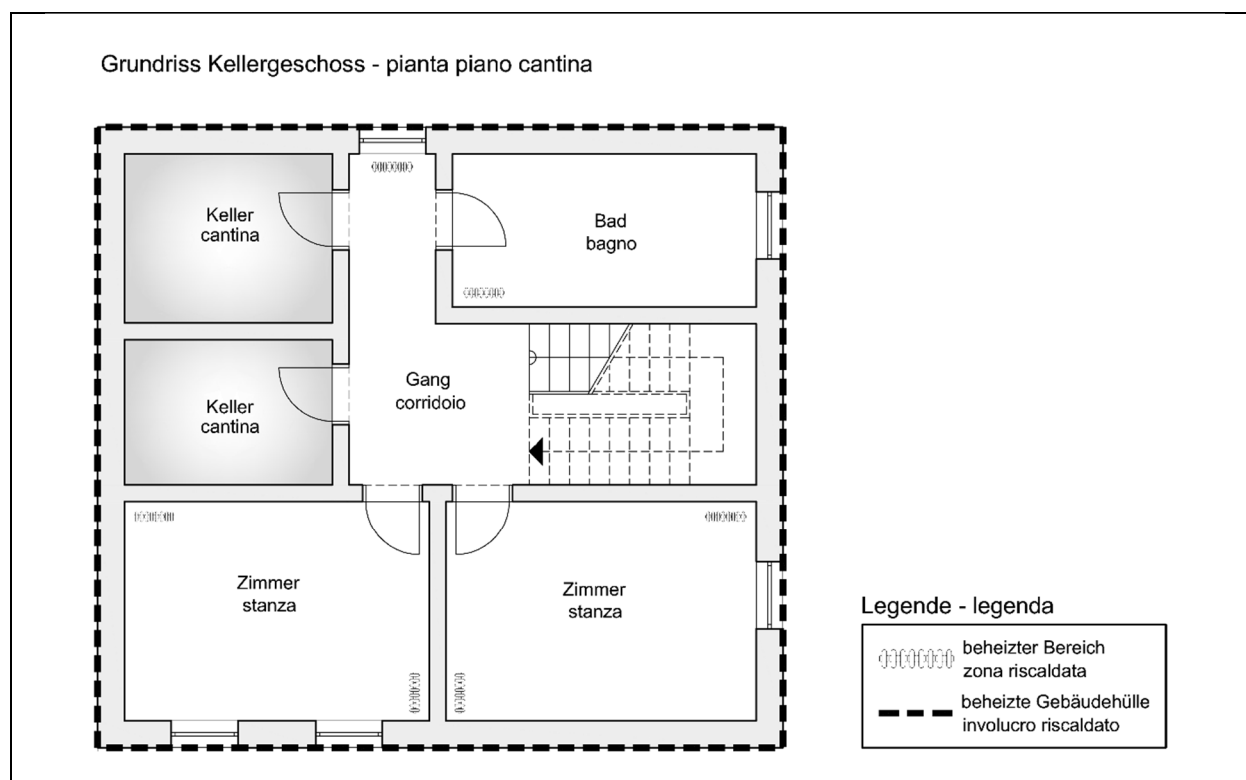 Grundriss Kellergeschoss - pianta piano cantina
Keller
cantina
Bad
bagno
Keller
cantina
Gang
corridoio
Zimmer
stanza
Zimmer
stanza
Legende - legenda
beheizter Bereich
zona riscaldata
beheizte Gebäudehülle
involucro riscaldato